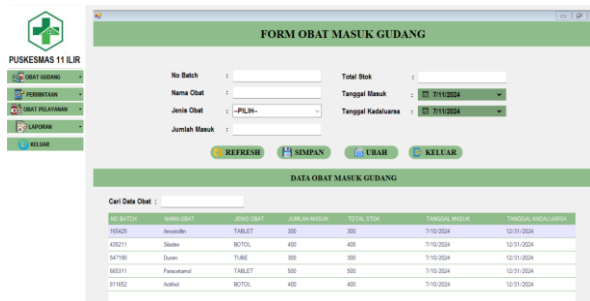 FORM OBAT MASUK GUDANG
PUSKESMAS 11 ILIR
OBAT GUDANG
PERMINTAAN
OBAT PELAYANAN
LAPORAN
KELUAR
No Batch :
Total Stok :
Nama Obat :
Tanggal Masuk : 7/11/2024
Jenis Obat : --PILIH--
Tanggal Kadaluarsa : 7/11/2024
Jumlah Masuk :
REFRESH SIMPAN UBAH KELUAR
DATA OBAT MASUK GUDANG
Cari Data Obat :
NO BATCH NAMA OBAT JENIS OBAT JUMLAH MASUK TOTAL STOK TANGGAL MASUK TANGGAL KADALUARSA
165425 Amoxcilin TABLET 300 300 7/10/2024 12/31/2024
435211 Siladex BOTOL 400 400 7/10/2024 12/31/2024
547180 TUBE 300 300 7/10/2024 12/31/2024
665311 Paracetamol TABLET 500 500 7/10/2024 12/31/2024
811652 Actifed BOTOL 400 400 7/10/2024 12/31/2024